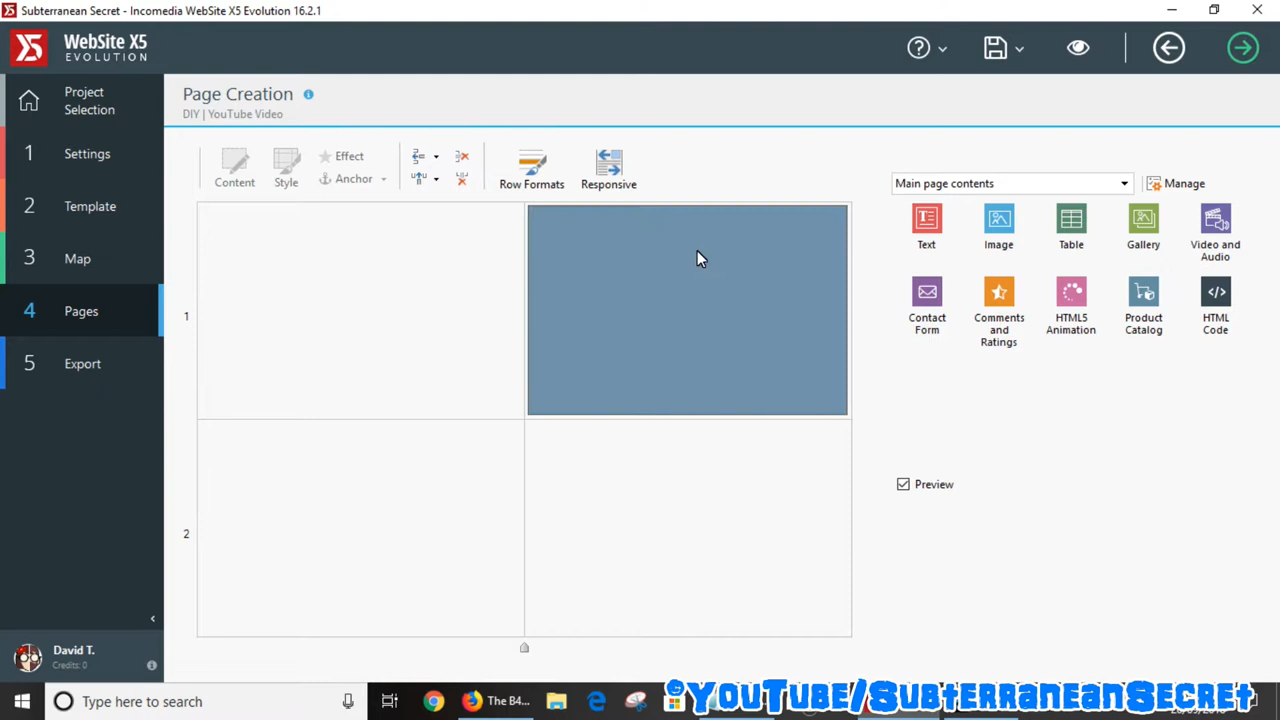 Subterranean Secret - Incomedia WebSite X5 Evolution 16.2.1
X5
WebSite X5
EVOLUTION
Project
Selection
1 Settings
2 Template
3 Map
4 Pages
5 Export
Page Creation
DIY | YouTube Video
Content
Style
Effect
Anchor
Row Formats
Responsive
Main page contents
Manage
Text
Image
Table
Gallery
Video and
Audio
Contact
Form
Comments
and
Ratings
HTML5
Animation
Product
Catalog
HTML
Code
Preview
1
2
David T.
Credits: 0
Type here to search
The B4...
YouTube/SubterraneanSecret